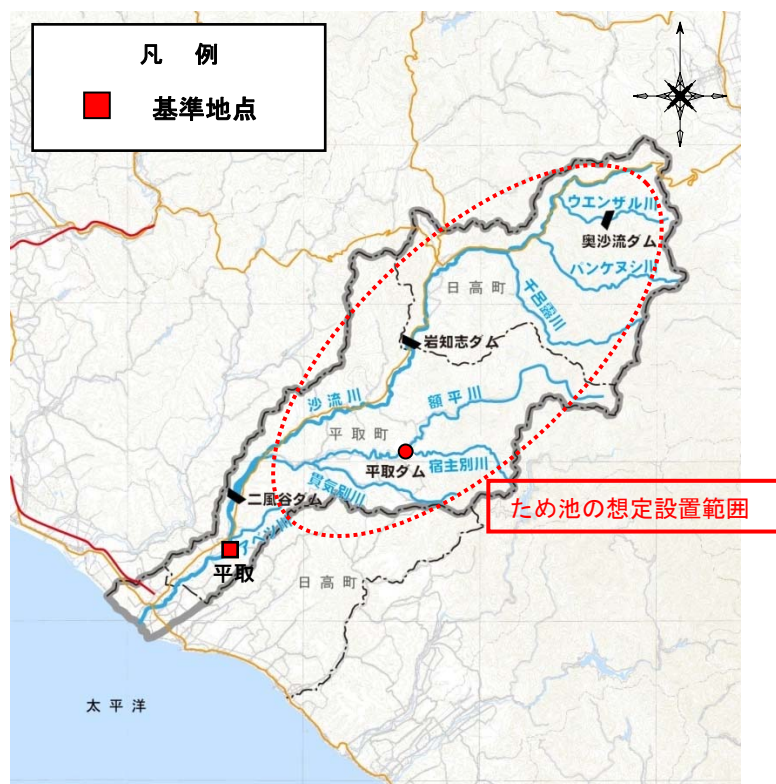 凡 例
基準地点
ウエンザル川
奥沙流ダム
パンケヌシ川
日高町
千呂露川
岩知志ダム
沙流川
額平川
平取町
平取ダム
宿主別川
貫気別川
二風谷ダム
ため池の想定設置範囲
アベツ川
平取
日高町
太平洋